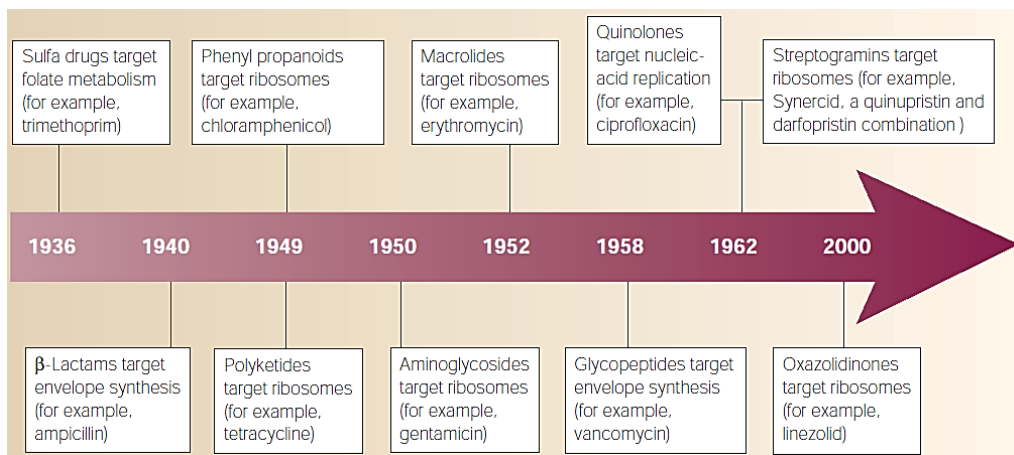 Sulfa drugs target
folate metabolism
(for example,
trimethoprim)
Phenyl propanoids
target ribosomes
(for example,
chloramphenicol)
Macrolides
target ribosomes
(for example,
erythromycin)
Quinolones
target nucleic-
acid replication
(for example,
ciprofloxacin)
Streptogramins target
ribosomes (for example,
Synercid, a quinupristin and
darfopristin combination )
1936 1940 1949 1950 1952 1958 1962 2000
β-Lactams target
envelope synthesis
(for example,
ampicillin)
Polyketides
target ribosomes
(for example,
tetracycline)
Aminoglycosides
target ribosomes
(for example,
gentamicin)
Glycopeptides target
envelope synthesis
(for example,
vancomycin)
Oxazolidinones
target ribosomes
(for example,
linezolid)